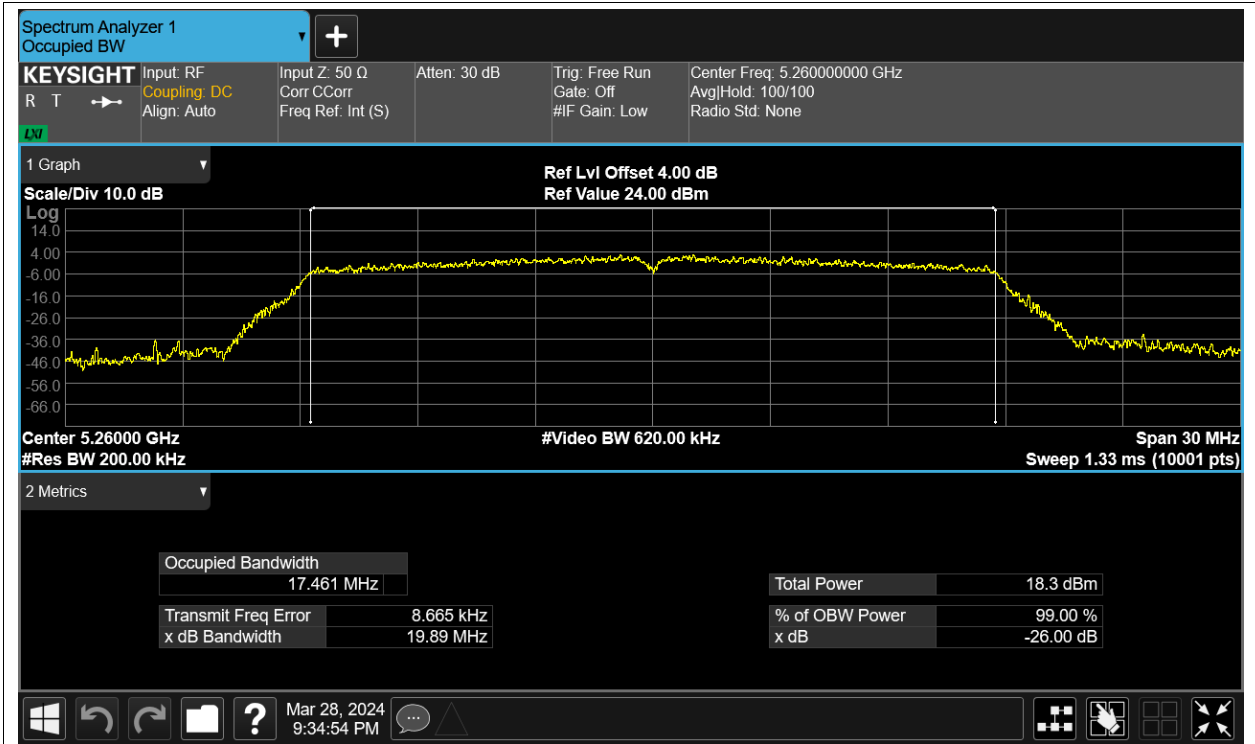 Spectrum Analyzer 1
Occupied BW
KEYSIGHT
R T
LXI
Input: RF
Coupling: DC
Align: Auto
Input Z: 50 Ω
Corr CCorr
Freq Ref: Int (S)
Atten: 30 dB
Trig: Free Run
Gate: Off
#IF Gain: Low
Center Freq: 5.260000000 GHz
Avg|Hold: 100/100
Radio Std: None
1 Graph
Scale/Div 10.0 dB
Ref Lvl Offset 4.00 dB
Ref Value 24.00 dBm
Log
14.0
4.00
-6.00
-16.0
-26.0
-36.0
-46.0
-56.0
-66.0
Center 5.26000 GHz
#Res BW 200.00 kHz
#Video BW 620.00 kHz
Span 30 MHz
Sweep 1.33 ms (10001 pts)
2 Metrics
Occupied Bandwidth
17.461 MHz
Transmit Freq Error 8.665 kHz
x dB Bandwidth 19.89 MHz
Total Power 18.3 dBm
% of OBW Power 99.00 %
x dB -26.00 dB
?
Mar 28, 2024
9:34:54 PM